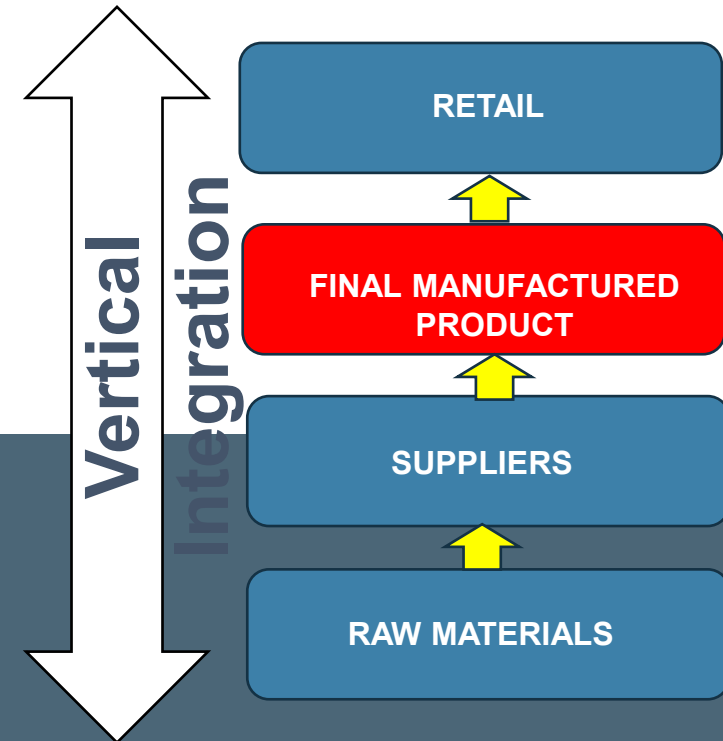 Vertical
Integration
RETAIL
FINAL MANUFACTURED
PRODUCT
SUPPLIERS
RAW MATERIALS